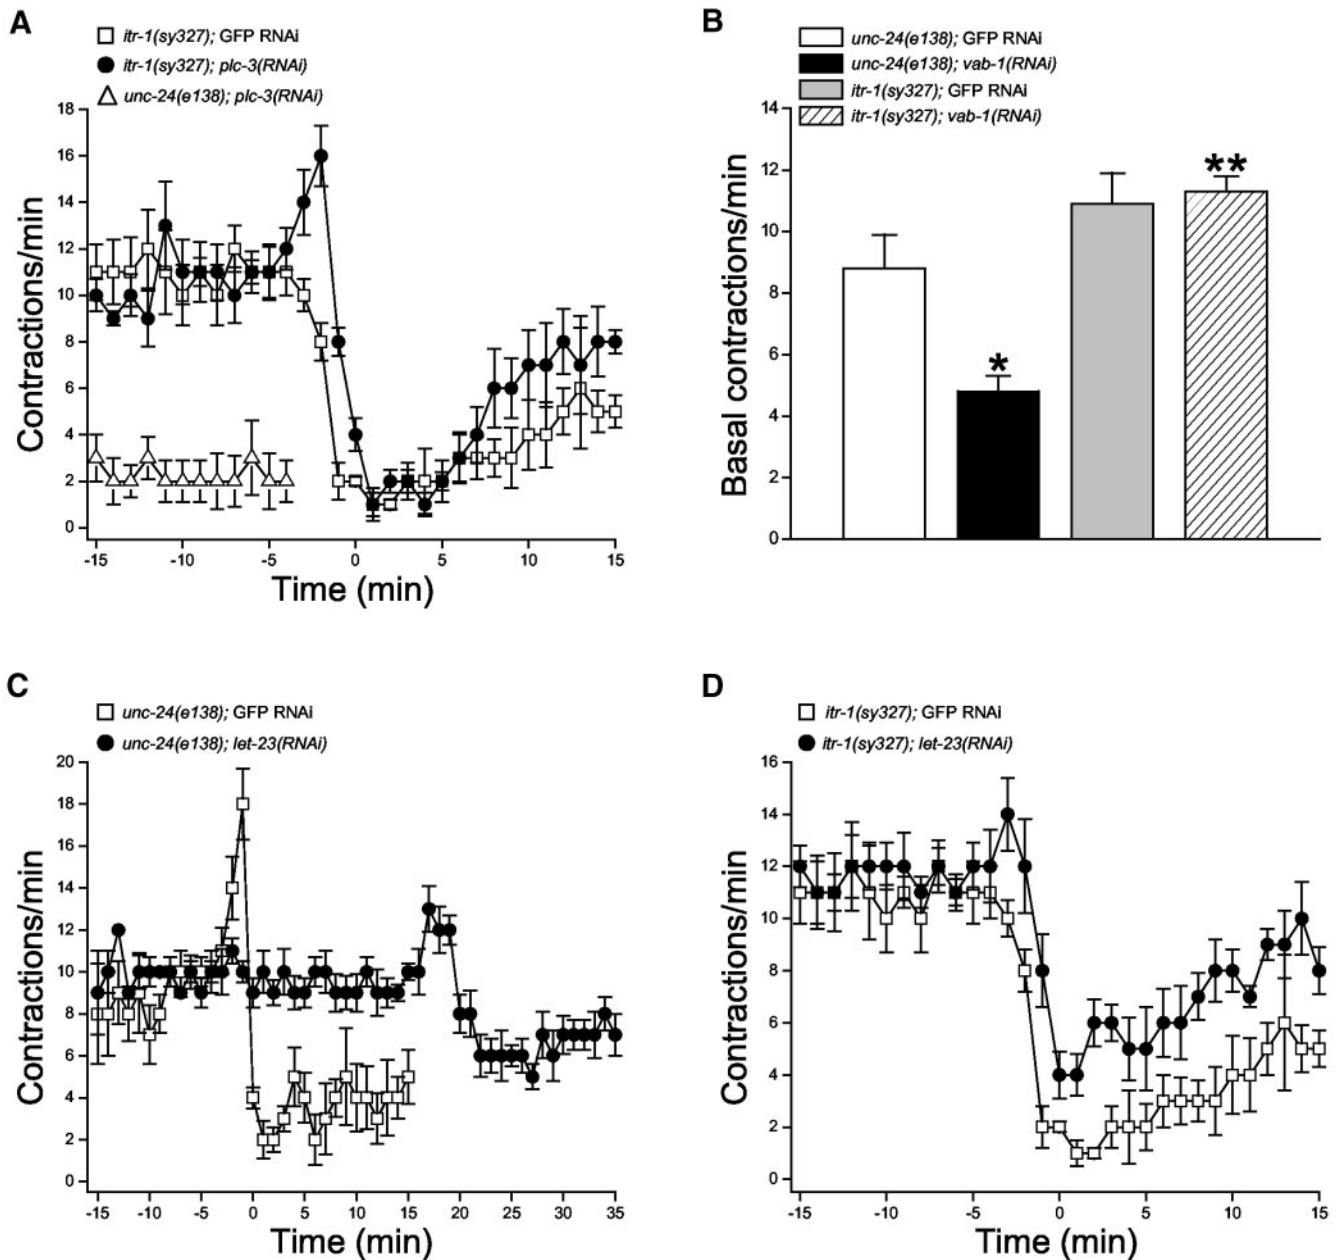 A
itr-1(sy327); GFP RNAi
itr-1(sy327); plc-3(RNAi)
unc-24(e138); plc-3(RNAi)
Contractions/min
18
16
14
12
10
8
6
4
2
0
-15 -10 -5 0 5 10 15
Time (min)
B
unc-24(e138); GFP RNAi
unc-24(e138); vab-1(RNAi)
itr-1(sy327); GFP RNAi
itr-1(sy327); vab-1(RNAi)
Basal contractions/min
14
12
10
8
6
4
2
0
*
**
C
unc-24(e138); GFP RNAi
unc-24(e138); let-23(RNAi)
Contractions/min
20
18
16
14
12
10
8
6
4
2
0
-15 -10 -5 0 5 10 15 20 25 30 35
Time (min)
D
itr-1(sy327); GFP RNAi
itr-1(sy327); let-23(RNAi)
Contractions/min
16
14
12
10
8
6
4
2
0
-15 -10 -5 0 5 10 15
Time (min)